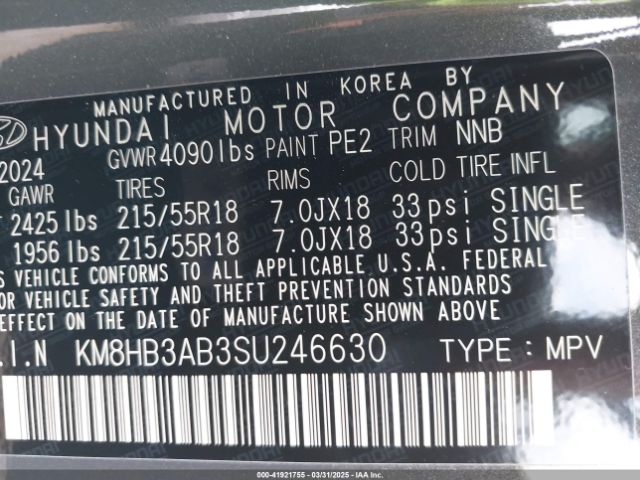 MANUFACTURED IN KOREA BY
HYUNDAI MOTOR COMPANY
2024 GVWR 4090 lbs PAINT PE2 TRIM NNB
GAWR TIRES RIMS COLD TIRE INFL
2425 lbs 215/55R18 7.0JX18 33 psi SINGLE
1956 lbs 215/55R18 7.0JX18 33 psi SINGLE
S VEHICLE CONFORMS TO ALL APPLICABLE U.S.A. FEDERAL
OR VEHICLE SAFETY AND THEFT PREVENTION STANDARDS
EFFECT ON THE DATE OF MANUFACTURE SHOWN ABOVE
.I.N KM8HB3AB3SU246630 TYPE : MPV
000-41921755 - 03/31/2025 - IAAIRVAMS1